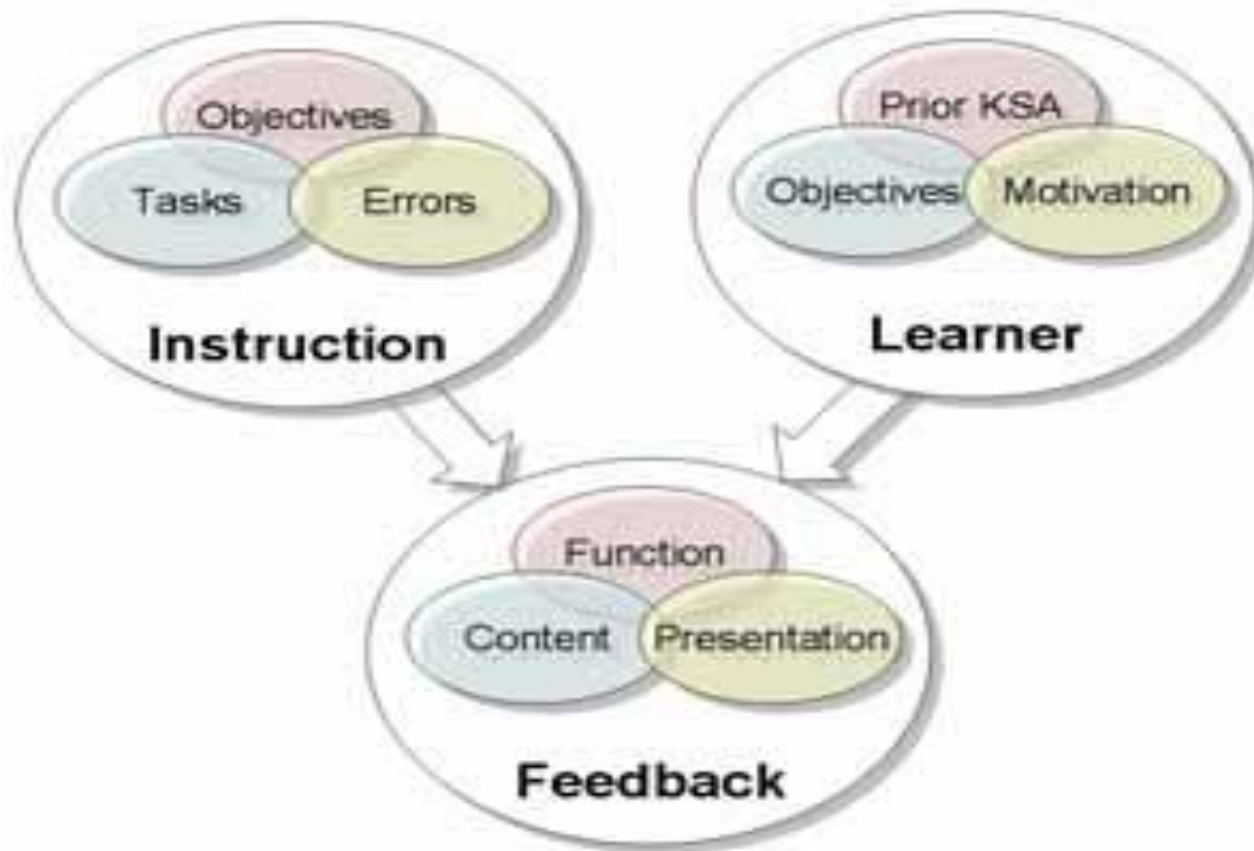 Objectives
Tasks
Errors
Instruction
Prior KSA
Objectives
Motivation
Learner
Function
Content
Presentation
Feedback